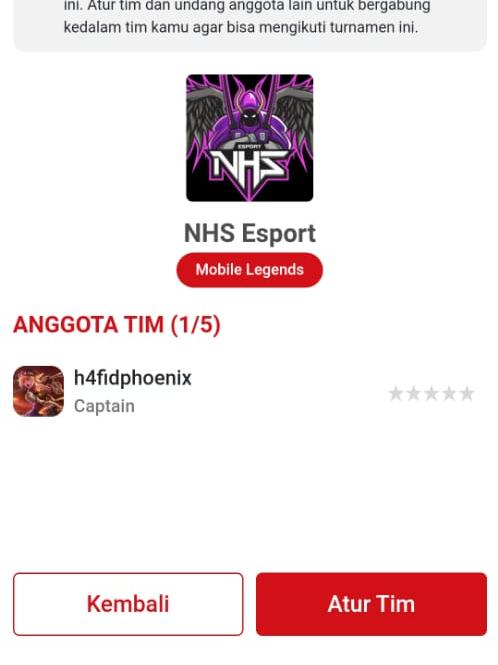 ini. Atur tim dan undang anggota lain untuk bergabung
kedalam tim kamu agar bisa mengikuti turnamen ini.
ESPORT
NHS
NHS Esport
Mobile Legends
ANGGOTA TIM (1/5)
h4fidphoenix
Captain
Kembali
Atur Tim